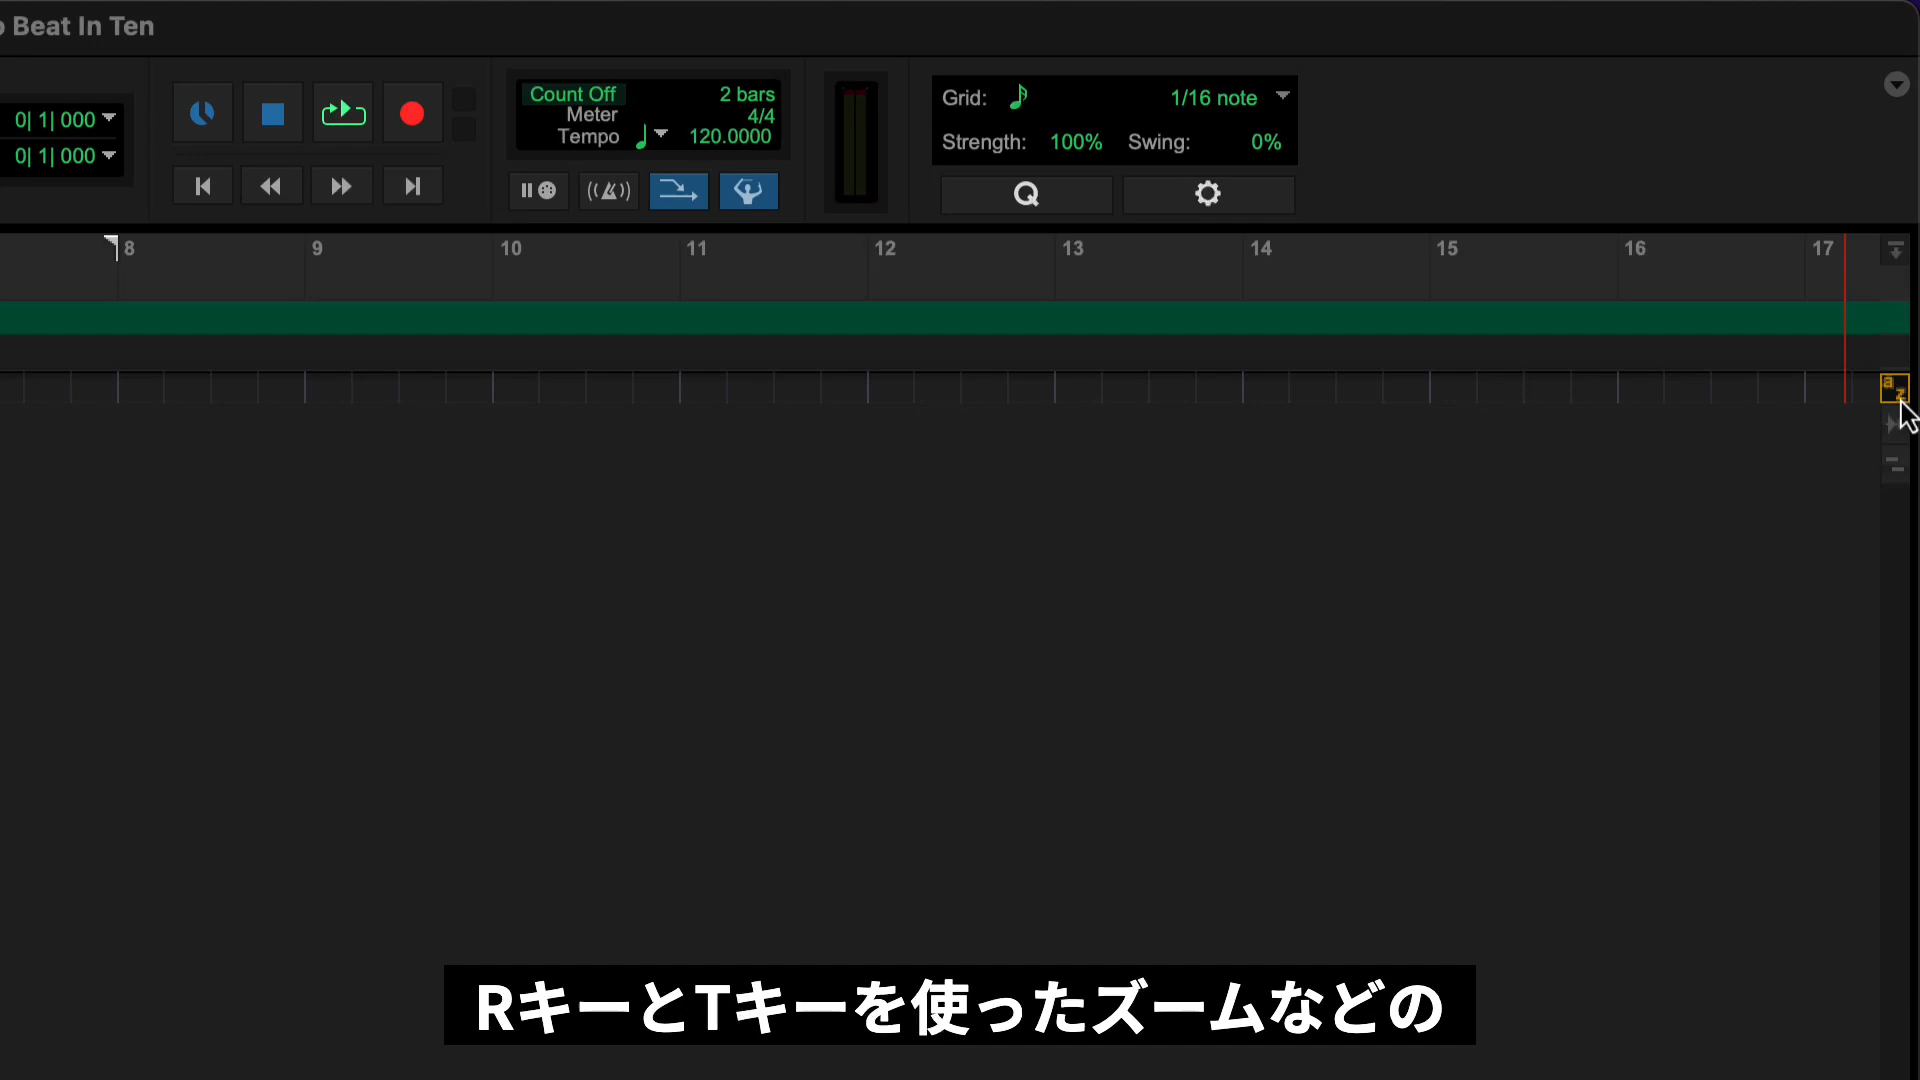 Beat In Ten
0| 1| 000
0| 1| 000
Count Off 2 bars
Meter 4/4
Tempo 120.0000
Grid: 1/16 note
Strength: 100% Swing: 0%
Q
8 9 10 11 12 13 14 15 16 17
a z
RキーとTキーを使ったズームなどの